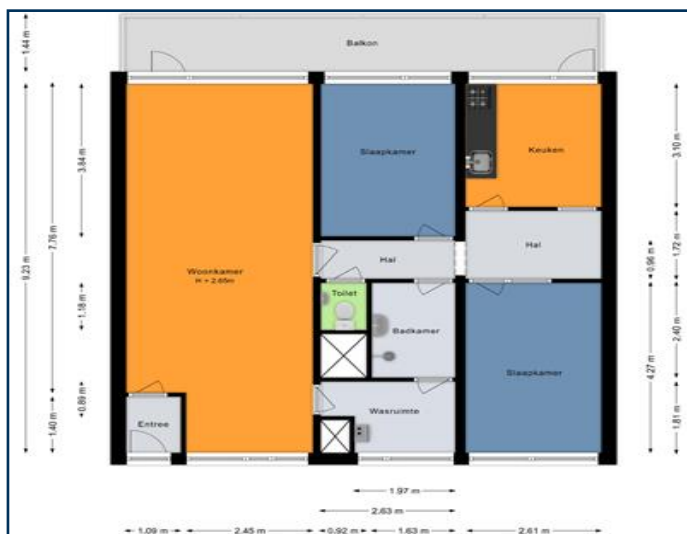 1.44 m
Balkon
9.23 m
7.76 m
1.40 m
3.84 m
1.18 m
0.89 m
Slaapkamer
Keuken
Woonkamer
H = 2.65m
Hal
Hal
Toilet
Badkamer
Slaapkamer
Entree
Wasruimte
3.10 m
1.72 m
0.96 m
2.40 m
4.27 m
1.81 m
1.97 m
2.63 m
1.09 m
2.45 m
0.92 m
1.63 m
2.61 m